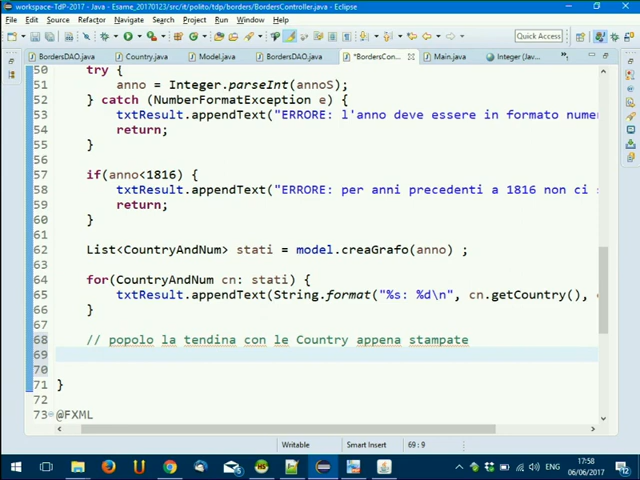 workspace-TdP-2017 - Java - Esame_20170123/src/it/polito/tdp/borders/BordersController.java - Eclipse
File Edit Source Refactor Navigate Search Project Run Window Help
Quick Access
BordersDAO.java Country.java Model.java BordersDAO.java *BordersCon... Main.java Integer (Jav...
50 try {
51 anno = Integer.parseInt(annoS);
52 } catch (NumberFormatException e) {
53 txtResult.appendText("ERRORE: l'anno deve essere in formato nume
54 return;
55 }
56
57 if(anno<1816) {
58 txtResult.appendText("ERRORE: per anni precedenti a 1816 non ci s
59 return;
60 }
61
62 List<CountryAndNum> stati = model.creaGrafo(anno) ;
63
64 for(CountryAndNum cn: stati) {
65 txtResult.appendText(String.format("%s: %d\n", cn.getCountry(), c
66 }
67
68 // popolo la tendina con le Country appena stampate
69
70
71 }
72
73 @FXML
Writable Smart Insert 69 : 9
ENG
17:58
06/06/2017
12